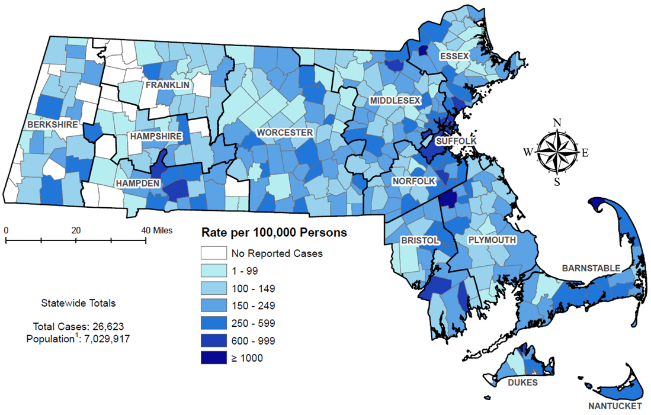 ESSEX
FRANKLIN
MIDDLESEX
BERKSHIRE
HAMPSHIRE
WORCESTER
SUFFOLK
HAMPDEN
NORFOLK
N
W E
S
0 20 40 Miles
BRISTOL
PLYMOUTH
BARNSTABLE
DUKES
NANTUCKET
Rate per 100,000 Persons
No Reported Cases
1 - 99
100 - 149
150 - 249
250 - 599
600 - 999
≥ 1000
Statewide Totals
Total Cases: 26,623
Population¹: 7,029,917